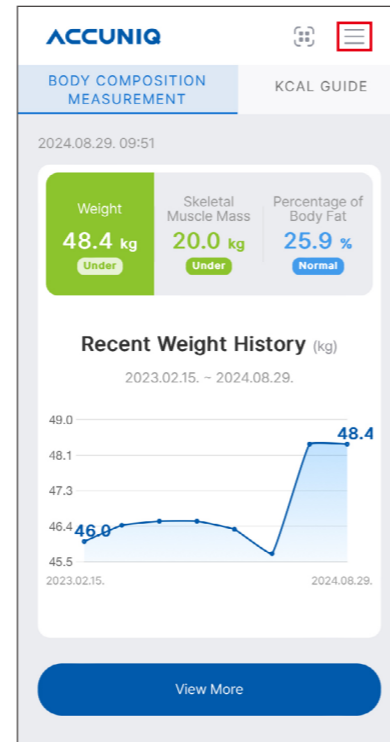 ACCUNIQ
BODY COMPOSITION
MEASUREMENT
KCAL GUIDE
2024.08.29. 09:51
Weight
48.4 kg
Under
Skeletal
Muscle Mass
20.0 kg
Under
Percentage of
Body Fat
25.9 %
Normal
Recent Weight History (kg)
2023.02.15. ~ 2024.08.29.
49.0
48.4
48.1
47.3
46.4
46.0
45.5
2023.02.15.
2024.08.29.
View More